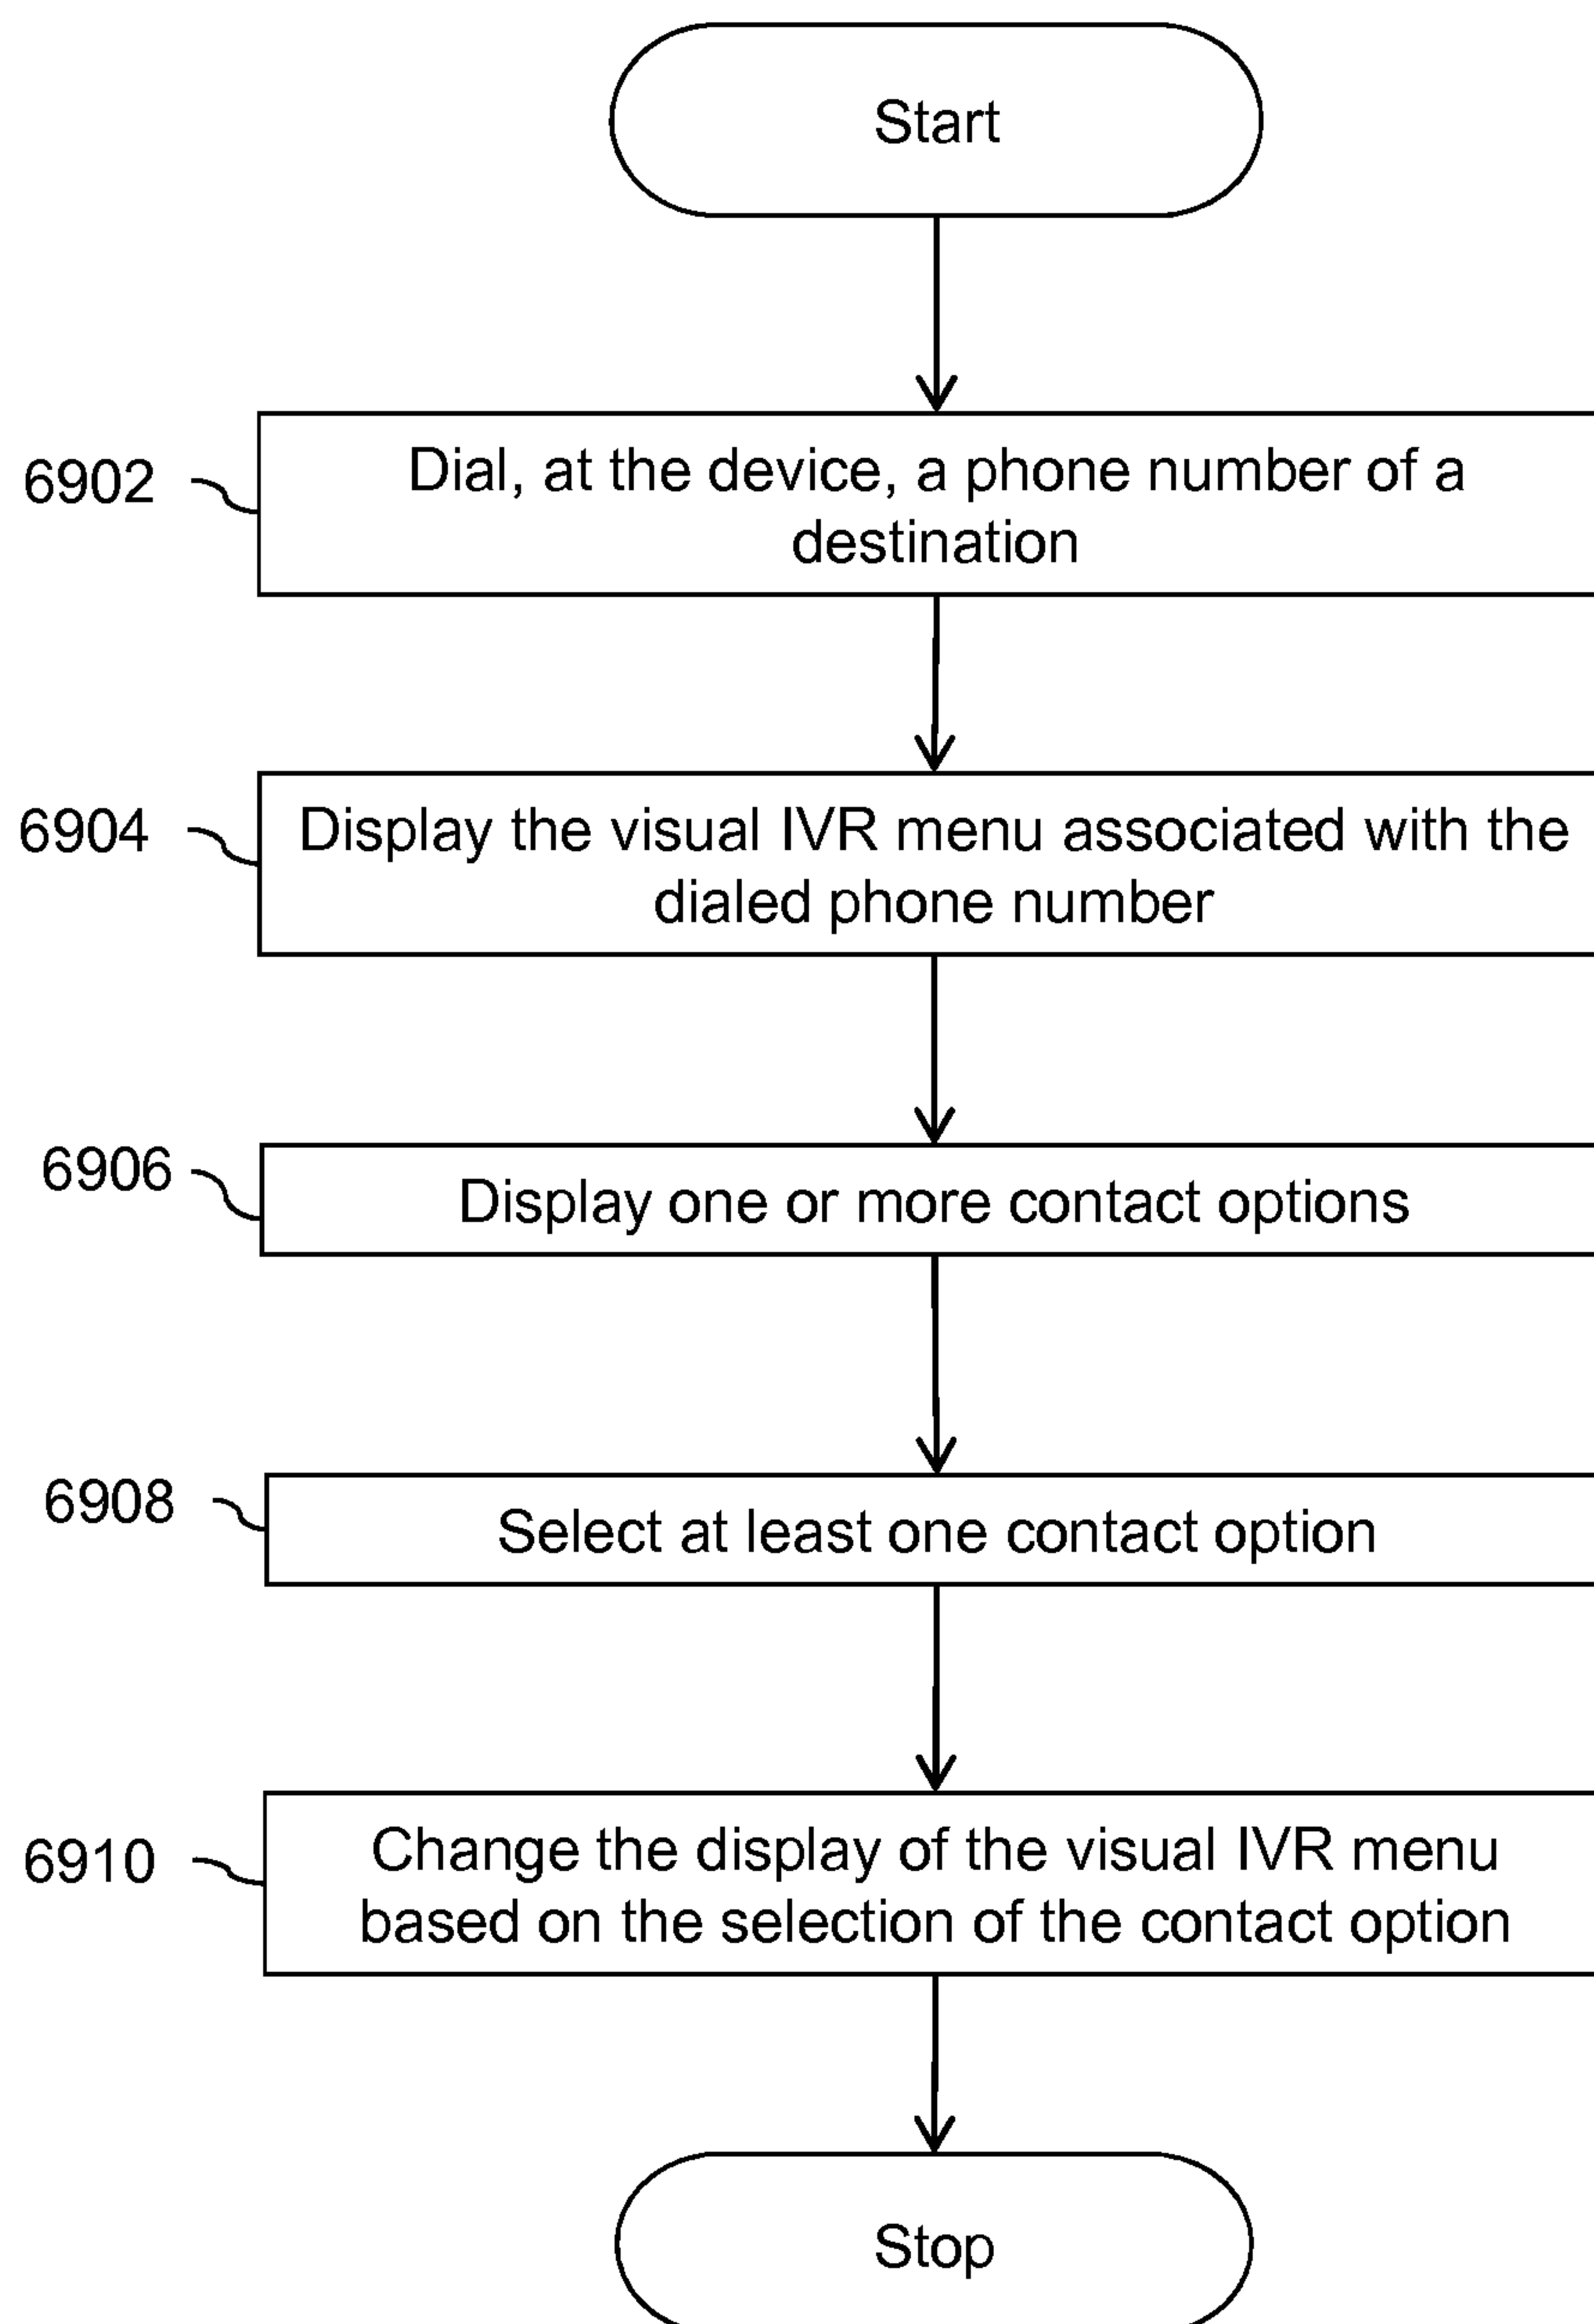 Start
6902
Dial, at the device, a phone number of a
destination
6904
Display the visual IVR menu associated with the
dialed phone number
6906
Display one or more contact options
6908
Select at least one contact option
6910
Change the display of the visual IVR menu
based on the selection of the contact option
Stop